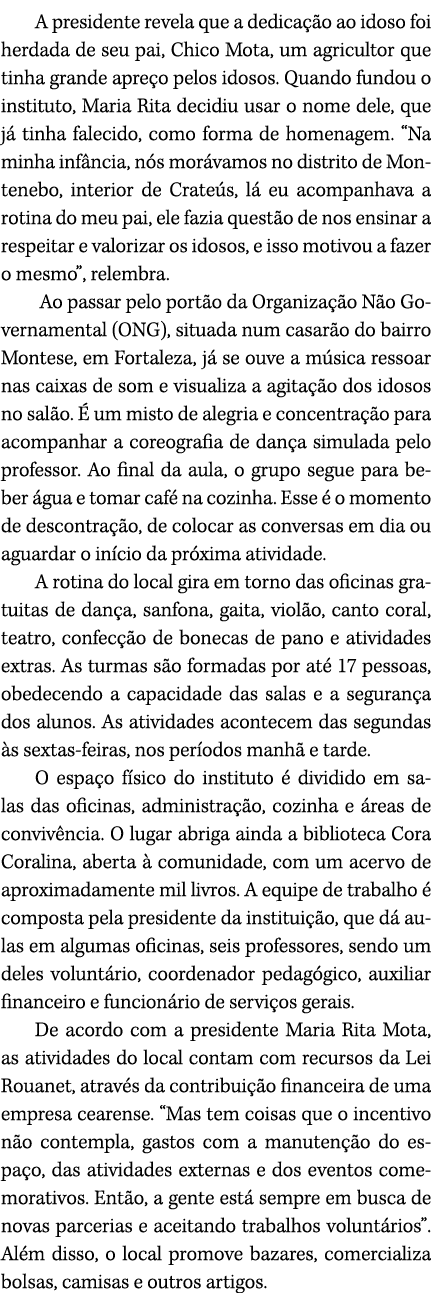 A presidente revela que a dedicação ao idoso foi
herdada de seu pai, Chico Mota, um agricultor que
tinha grande apreço pelos idosos. Quando fundou o
instituto, Maria Rita decidiu usar o nome dele, que
já tinha falecido, como forma de homenagem. “Na
minha infância, nós morávamos no distrito de Mon-
tenebo, interior de Crateús, lá eu acompanhava a
rotina do meu pai, ele fazia questão de nos ensinar a
respeitar e valorizar os idosos, e isso motivou a fazer
o mesmo”, relembra.
Ao passar pelo portão da Organização Não Go-
vernamental (ONG), situada num casarão do bairro
Montese, em Fortaleza, já se ouve a música ressoar
nas caixas de som e visualiza a agitação dos idosos
no salão. É um misto de alegria e concentração para
acompanhar a coreografia de dança simulada pelo
professor. Ao final da aula, o grupo segue para be-
ber água e tomar café na cozinha. Esse é o momento
de descontração, de colocar as conversas em dia ou
aguardar o início da próxima atividade.
A rotina do local gira em torno das oficinas gra-
tuitas de dança, sanfona, gaita, violão, canto coral,
teatro, confecção de bonecas de pano e atividades
extras. As turmas são formadas por até 17 pessoas,
obedecendo a capacidade das salas e a segurança
dos alunos. As atividades acontecem das segundas
às sextas-feiras, nos períodos manhã e tarde.
O espaço físico do instituto é dividido em sa-
las das oficinas, administração, cozinha e áreas de
convivência. O lugar abriga ainda a biblioteca Cora
Coralina, aberta à comunidade, com um acervo de
aproximadamente mil livros. A equipe de trabalho é
composta pela presidente da instituição, que dá au-
las em algumas oficinas, seis professores, sendo um
deles voluntário, coordenador pedagógico, auxiliar
financeiro e funcionário de serviços gerais.
De acordo com a presidente Maria Rita Mota,
as atividades do local contam com recursos da Lei
Rouanet, através da contribuição financeira de uma
empresa cearense. “Mas tem coisas que o incentivo
não contempla, gastos com a manutenção do es-
paço, das atividades externas e dos eventos come-
morativos. Então, a gente está sempre em busca de
novas parcerias e aceitando trabalhos voluntários”.
Além disso, o local promove bazares, comercializa
bolsas, camisas e outros artigos.